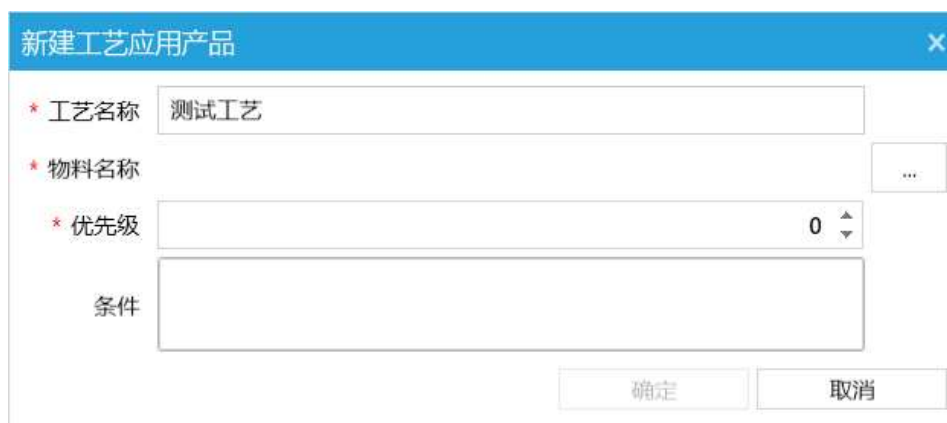 新建工艺应用产品 ×
* 工艺名称 测试工艺
* 物料名称 ...
* 优先级 0
条件
确定 取消